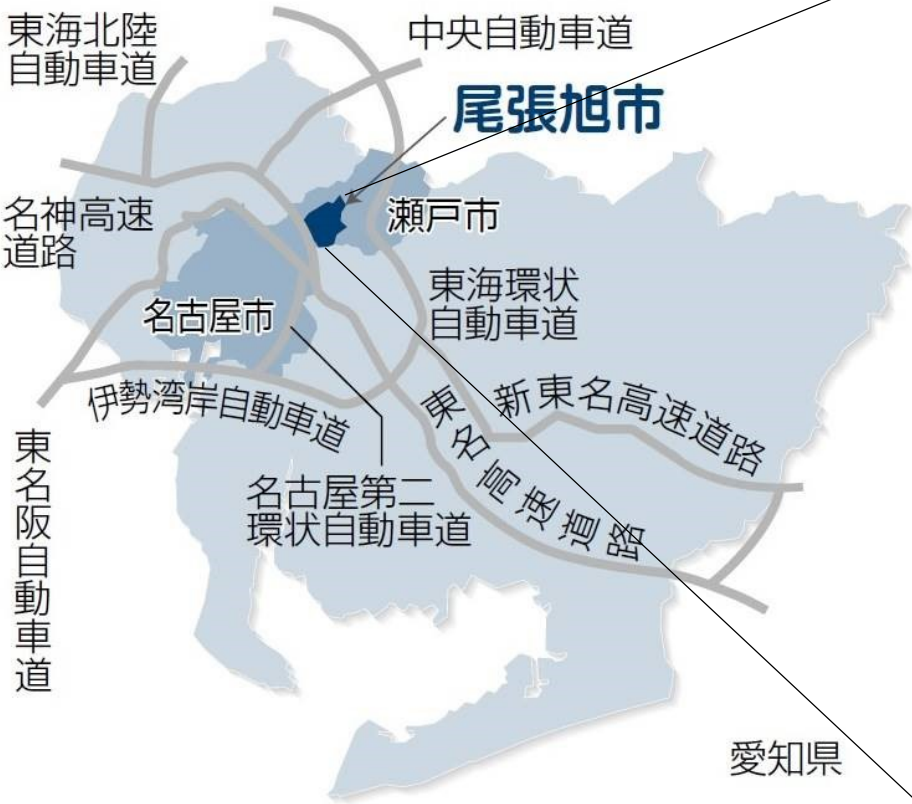 東海北陸
自動車道
中央自動車道
尾張旭市
名神高速
道路
瀬戸市
東海環状
自動車道
名古屋市
伊勢湾岸自動車道
新東名高速道路
東名高速道路
東名阪自動車道
名古屋第二
環状自動車道
愛知県